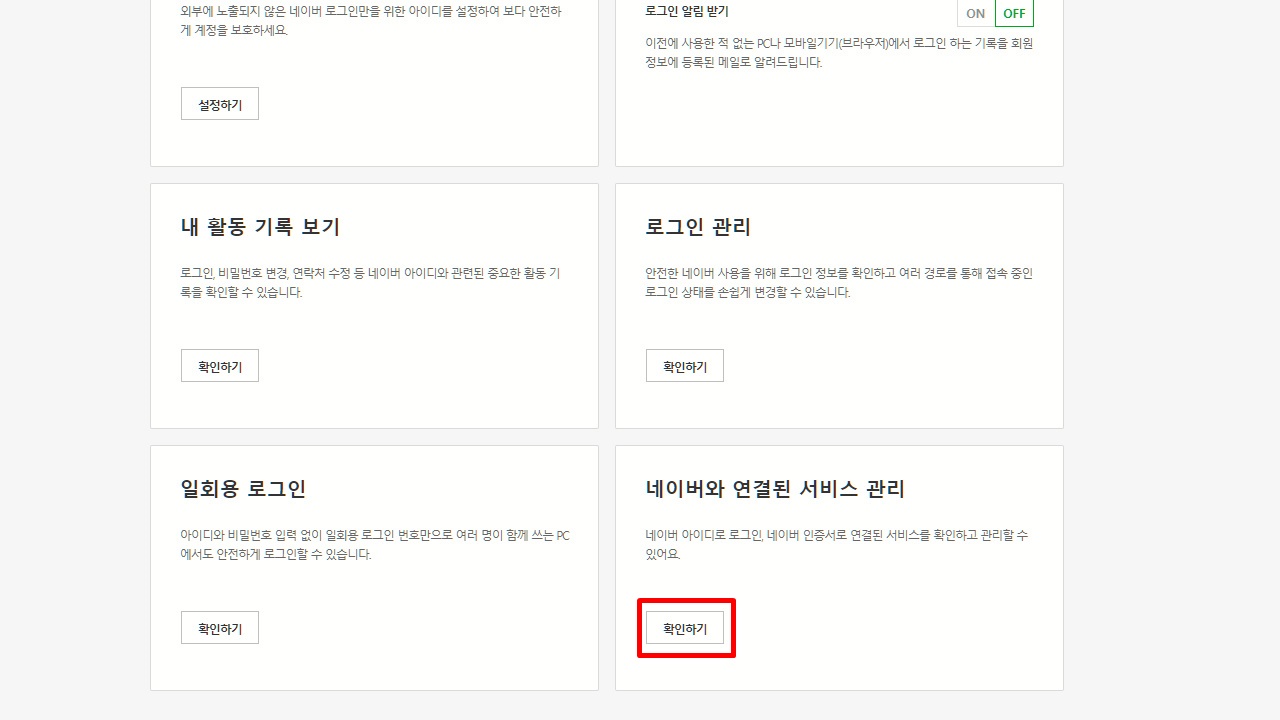 외부에 노출되지 않은 네이버 로그인만을 위한 아이디를 설정하여 보다 안전하
게 계정을 보호하세요.
설정하기
로그인 알림 받기
ON OFF
이전에 사용한 적 없는 PC나 모바일기기(브라우저)에서 로그인 하는 기록을 회원
정보에 등록된 메일로 알려드립니다.
내 활동 기록 보기
로그인, 비밀번호 변경, 연락처 수정 등 네이버 아이디와 관련된 중요한 활동 기
록을 확인할 수 있습니다.
확인하기
로그인 관리
안전한 네이버 사용을 위해 로그인 정보를 확인하고 여러 경로를 통해 접속 중인
로그인 상태를 손쉽게 변경할 수 있습니다.
확인하기
일회용 로그인
아이디와 비밀번호 입력 없이 일회용 로그인 번호만으로 여러 명이 함께 쓰는 PC
에서도 안전하게 로그인할 수 있습니다.
확인하기
네이버와 연결된 서비스 관리
네이버 아이디로 로그인, 네이버 인증서로 연결된 서비스를 확인하고 관리할 수
있어요.
확인하기